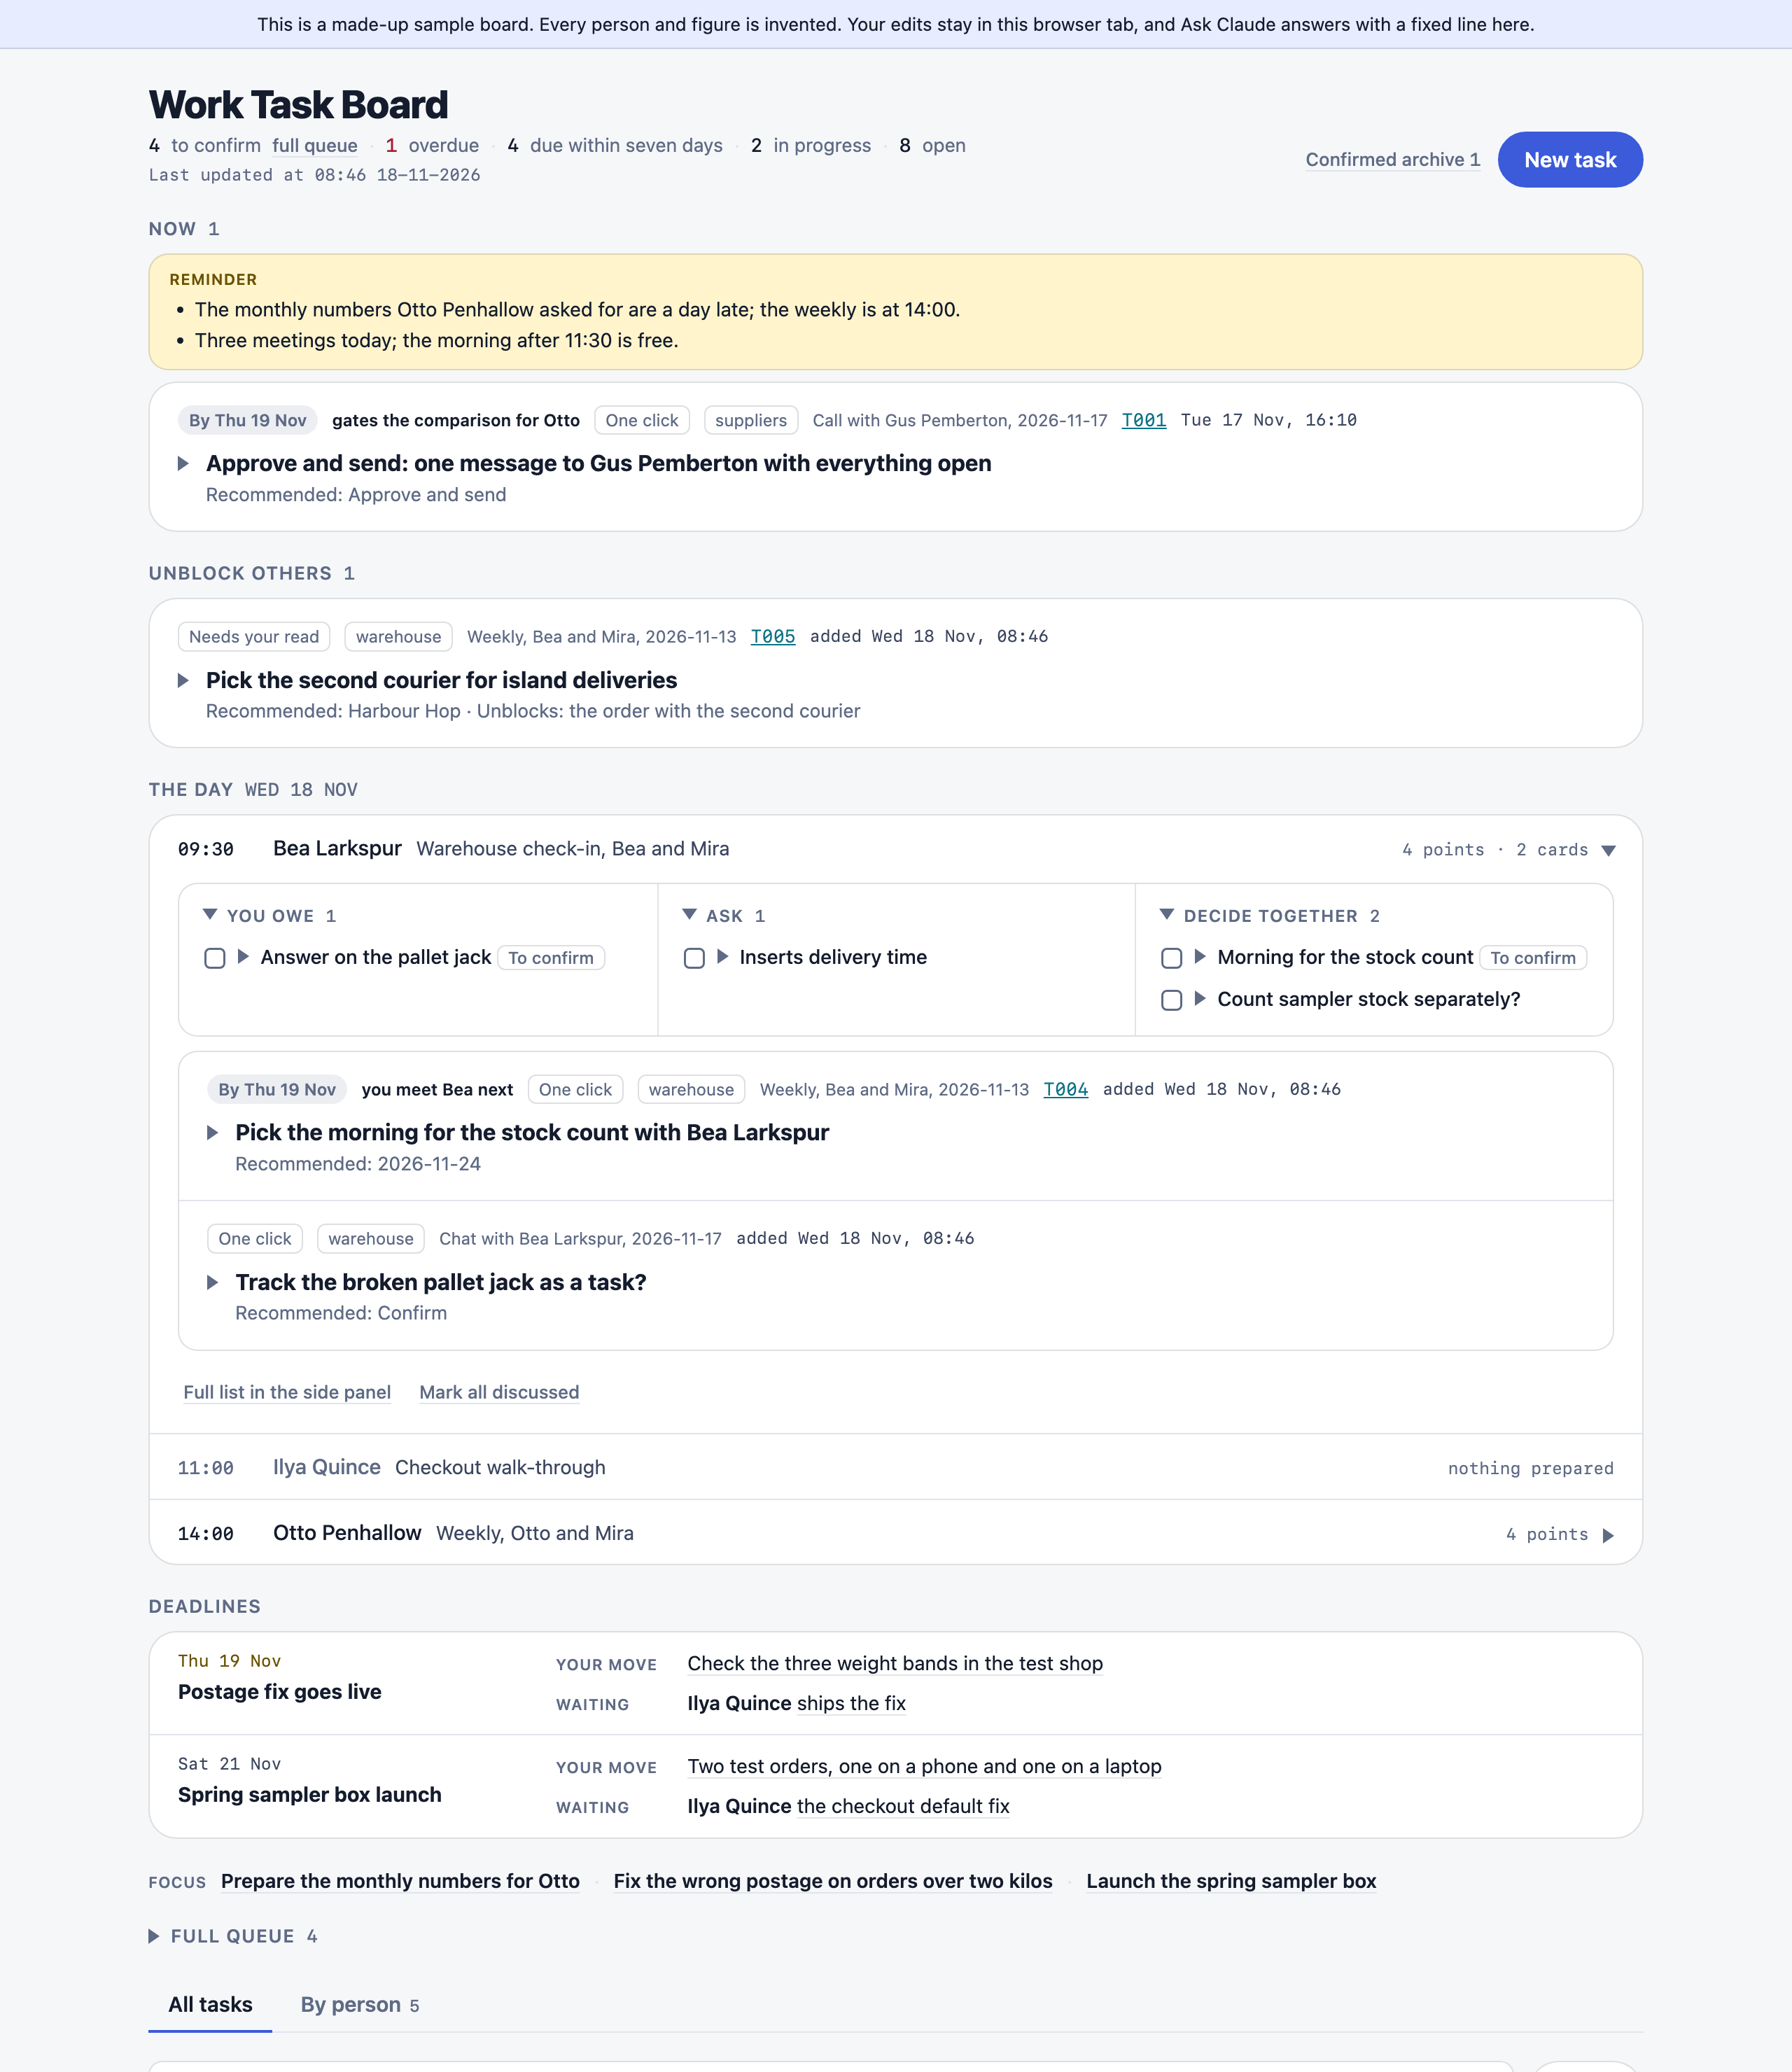 This is a made-up sample board. Every person and figure is invented. Your edits stay in this browser tab, and Ask Claude answers with a fixed line here.
Work Task Board
4 to confirm full queue · 1 overdue · 4 due within seven days · 2 in progress · 8 open
Last updated at 08:46 18-11-2026
Confirmed archive 1
New task
NOW 1
REMINDER
• The monthly numbers Otto Penhallow asked for are a day late; the weekly is at 14:00.
• Three meetings today; the morning after 11:30 is free.
By Thu 19 Nov gates the comparison for Otto One click suppliers Call with Gus Pemberton, 2026-11-17 T001 Tue 17 Nov, 16:10
Approve and send: one message to Gus Pemberton with everything open
Recommended: Approve and send
UNBLOCK OTHERS 1
Needs your read warehouse Weekly, Bea and Mira, 2026-11-13 T005 added Wed 18 Nov, 08:46
Pick the second courier for island deliveries
Recommended: Harbour Hop · Unblocks: the order with the second courier
THE DAY WED 18 NOV
09:30 Bea Larkspur Warehouse check-in, Bea and Mira 4 points · 2 cards
YOU OWE 1
Answer on the pallet jack To confirm
ASK 1
Inserts delivery time
DECIDE TOGETHER 2
Morning for the stock count To confirm
Count sampler stock separately?
By Thu 19 Nov you meet Bea next One click warehouse Weekly, Bea and Mira, 2026-11-13 T004 added Wed 18 Nov, 08:46
Pick the morning for the stock count with Bea Larkspur
Recommended: 2026-11-24
One click warehouse Chat with Bea Larkspur, 2026-11-17 added Wed 18 Nov, 08:46
Track the broken pallet jack as a task?
Recommended: Confirm
Full list in the side panel Mark all discussed
11:00 Ilya Quince Checkout walk-through nothing prepared
14:00 Otto Penhallow Weekly, Otto and Mira 4 points
DEADLINES
Thu 19 Nov
Postage fix goes live
YOUR MOVE Check the three weight bands in the test shop
WAITING Ilya Quince ships the fix
Sat 21 Nov
Spring sampler box launch
YOUR MOVE Two test orders, one on a phone and one on a laptop
WAITING Ilya Quince the checkout default fix
FOCUS Prepare the monthly numbers for Otto · Fix the wrong postage on orders over two kilos · Launch the spring sampler box
FULL QUEUE 4
All tasks By person 5